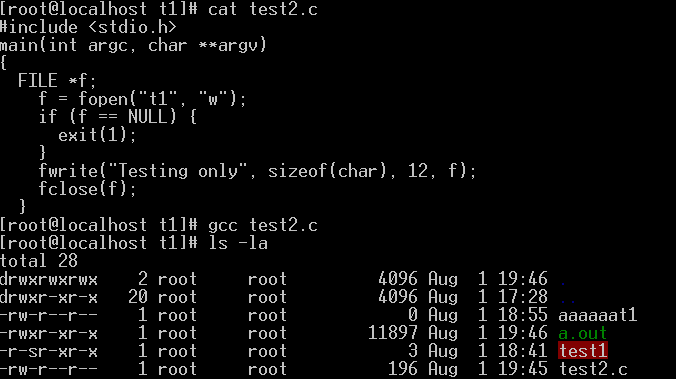 [root@localhost t1]# cat test2.c
#include <stdio.h>
main(int argc, char **argv)
{
  FILE *f;
    f = fopen("t1", "w");
    if (f == NULL) {
      exit(1);
    }
    fwrite("Testing only", sizeof(char), 12, f);
    fclose(f);
  }
[root@localhost t1]# gcc test2.c
[root@localhost t1]# ls -la
total 28
drwxrwxrwx    2 root     root         4096 Aug  1 19:46 .
drwxr-xr-x   20 root     root         4096 Aug  1 17:28 ..
-rw-r--r--    1 root     root            0 Aug  1 18:55 aaaaaat1
-rwxr-xr-x    1 root     root        11897 Aug  1 19:46 a.out
-r-sr-xr-x    1 root     root            3 Aug  1 18:41 test1
-rw-r--r--    1 root     root          196 Aug  1 19:45 test2.c